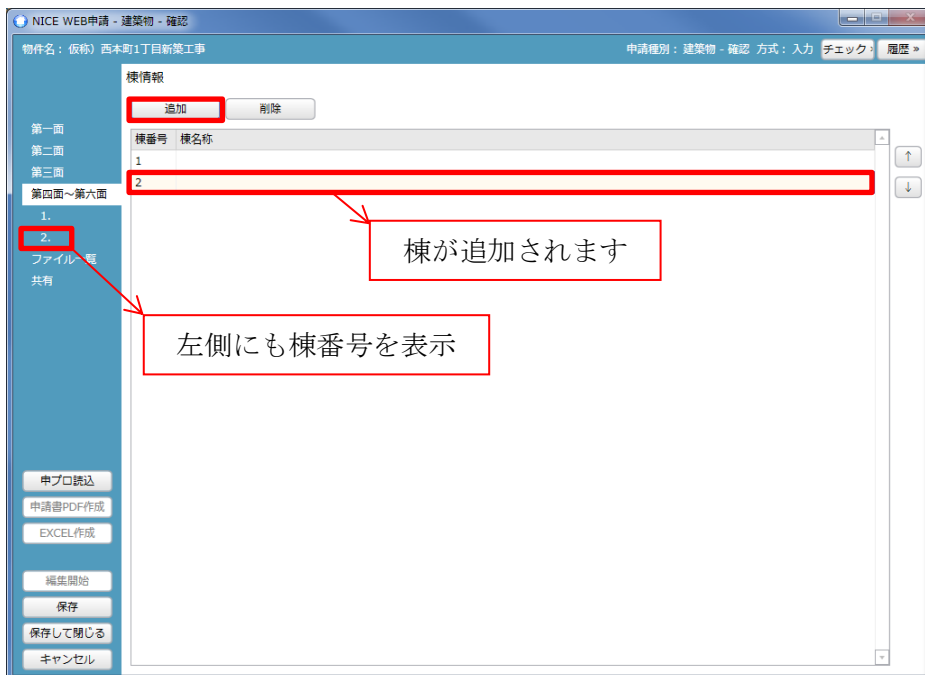 NICE WEB申請 - 建築物 - 確認
物件名：仮称）西本町1丁目新築工事
申請種別：建築物 - 確認 方式：入力 チェック» 履歴 »
棟情報
追加 削除
第一面
第二面
第三面
第四面～第六面
1.
2.
ファイル一覧
共有
棟番号 棟名称
1
2
↑
↓
棟が追加されます
左側にも棟番号を表示
申プロ読込
申請書PDF作成
EXCEL作成
編集開始
保存
保存して閉じる
キャンセル